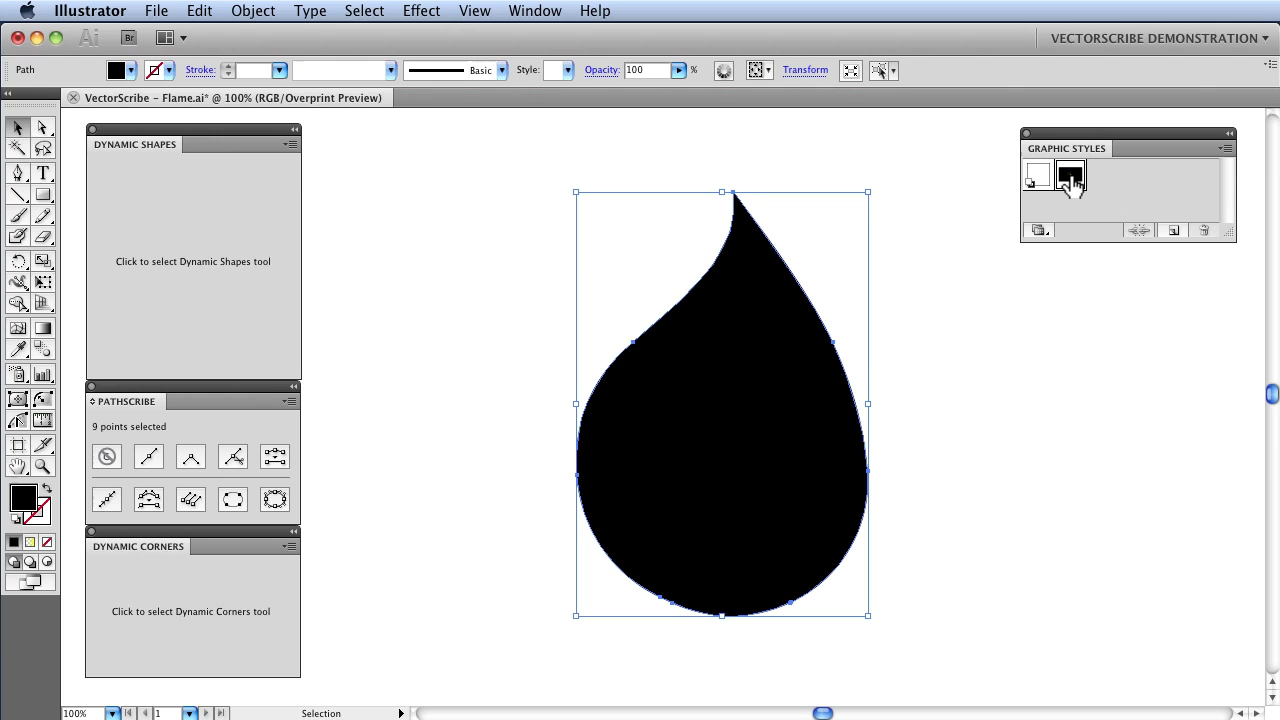 Illustrator File Edit Object Type Select Effect View Window Help
Ai Br VECTORSCRIBE DEMONSTRATION
Path Stroke: Basic Style: Opacity: 100 % Transform
VectorScribe – Flame.ai* @ 100% (RGB/Overprint Preview)
DYNAMIC SHAPES
Click to select Dynamic Shapes tool
PATHSCRIBE
9 points selected
DYNAMIC CORNERS
Click to select Dynamic Corners tool
GRAPHIC STYLES
T
100% 1 Selection